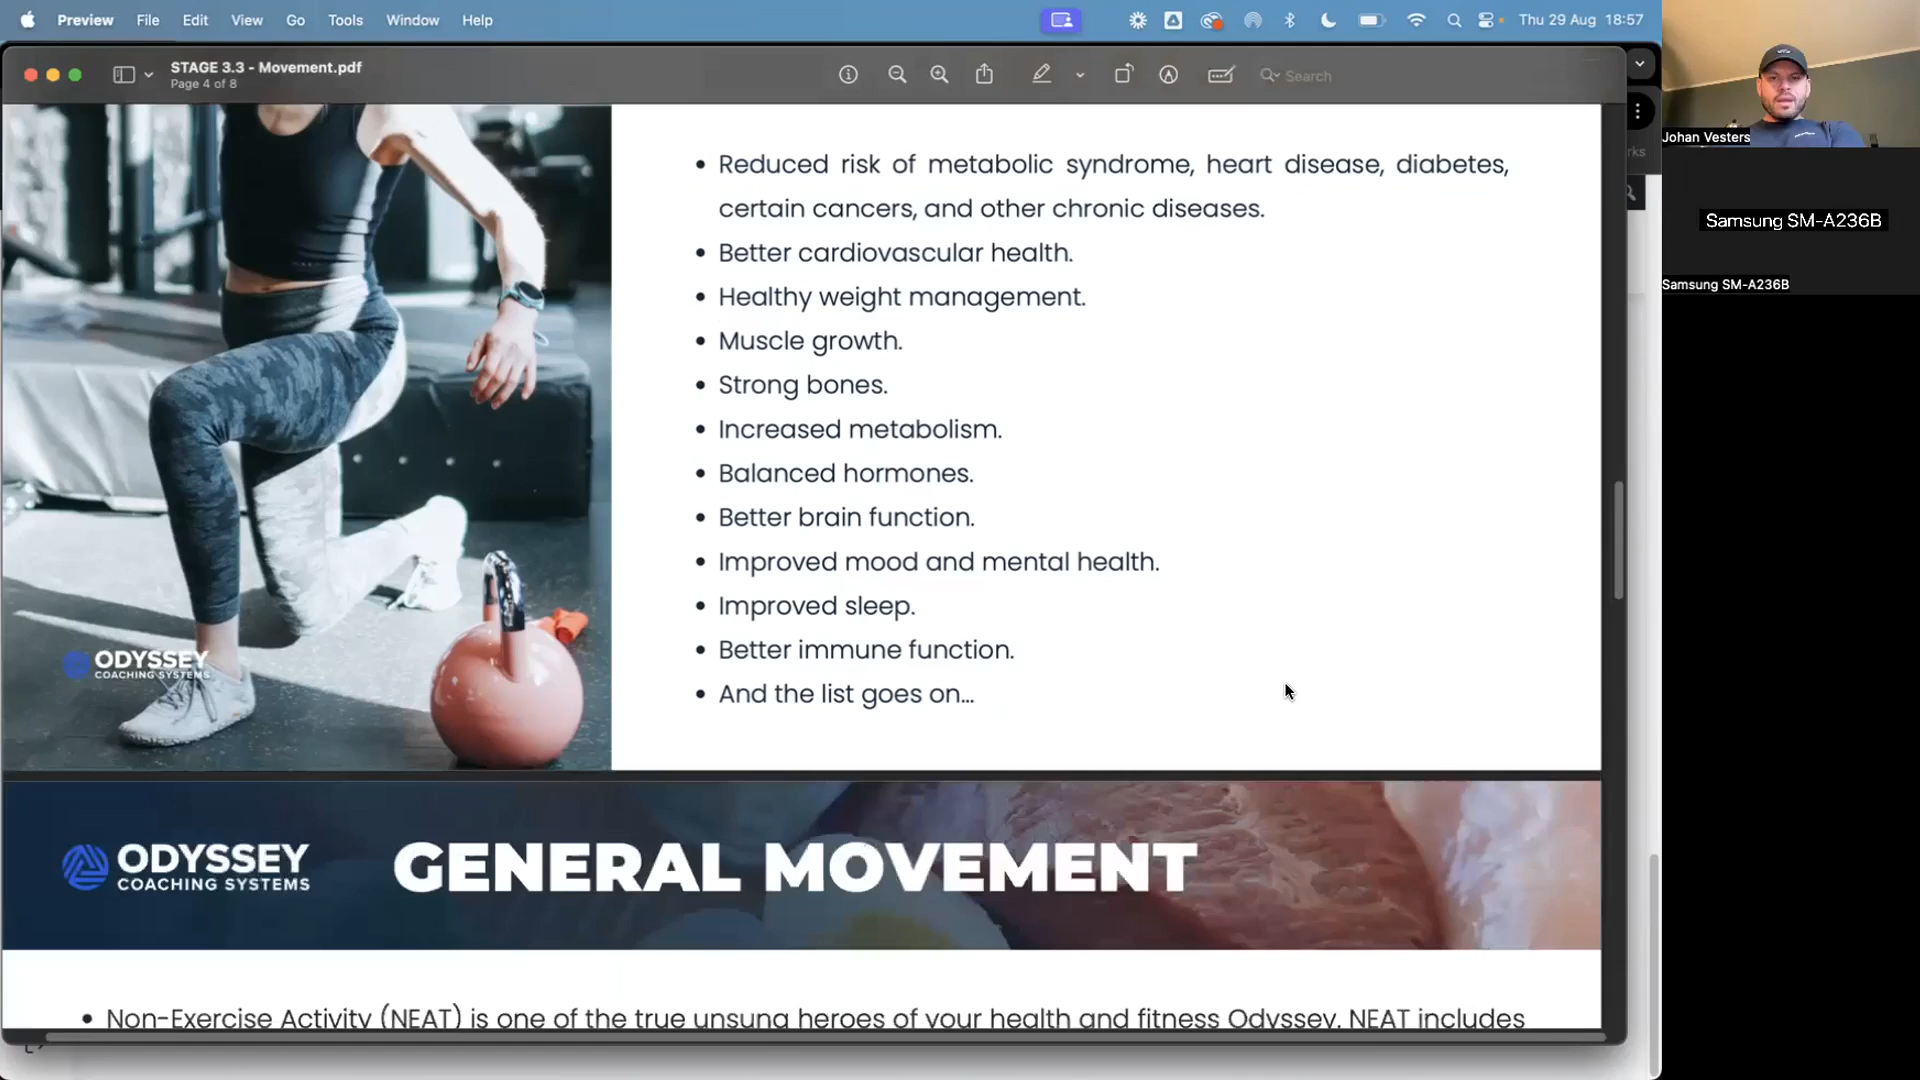 Preview File Edit View Go Tools Window Help
Thu 29 Aug 18:57
STAGE 3.3 - Movement.pdf
Page 4 of 8
Search
Johan Vesters
Samsung SM-A236B
Samsung SM-A236B
• Reduced risk of metabolic syndrome, heart disease, diabetes,
certain cancers, and other chronic diseases.
• Better cardiovascular health.
• Healthy weight management.
• Muscle growth.
• Strong bones.
• Increased metabolism.
• Balanced hormones.
• Better brain function.
• Improved mood and mental health.
• Improved sleep.
• Better immune function.
• And the list goes on...
ODYSSEY
COACHING SYSTEMS
ODYSSEY
COACHING SYSTEMS
GENERAL MOVEMENT
• Non-Exercise Activity (NEAT) is one of the true unsung heroes of your health and fitness Odyssey. NEAT includes